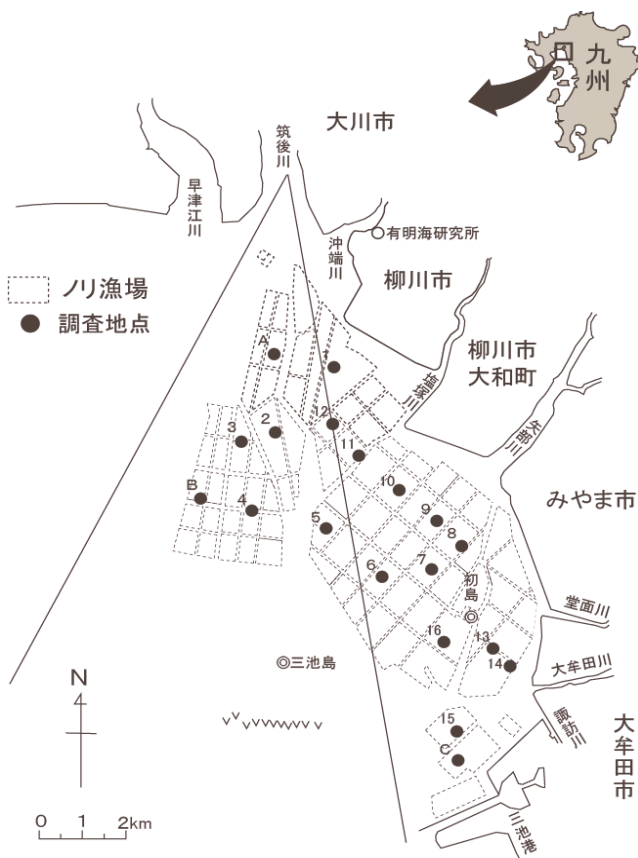 九州
大川市
筑後川
早津江川
沖端川
有明海研究所
柳川市
ノリ漁場
調査地点
柳川市
大和町
塩塚川
矢部川
みやま市
A
1
12
2
3
11
B
4
10
5
9
8
6
7
初島
堂面川
16
13
14
大牟田川
三池島
諏訪川
大牟田市
15
C
三池港
N
0 1 2km